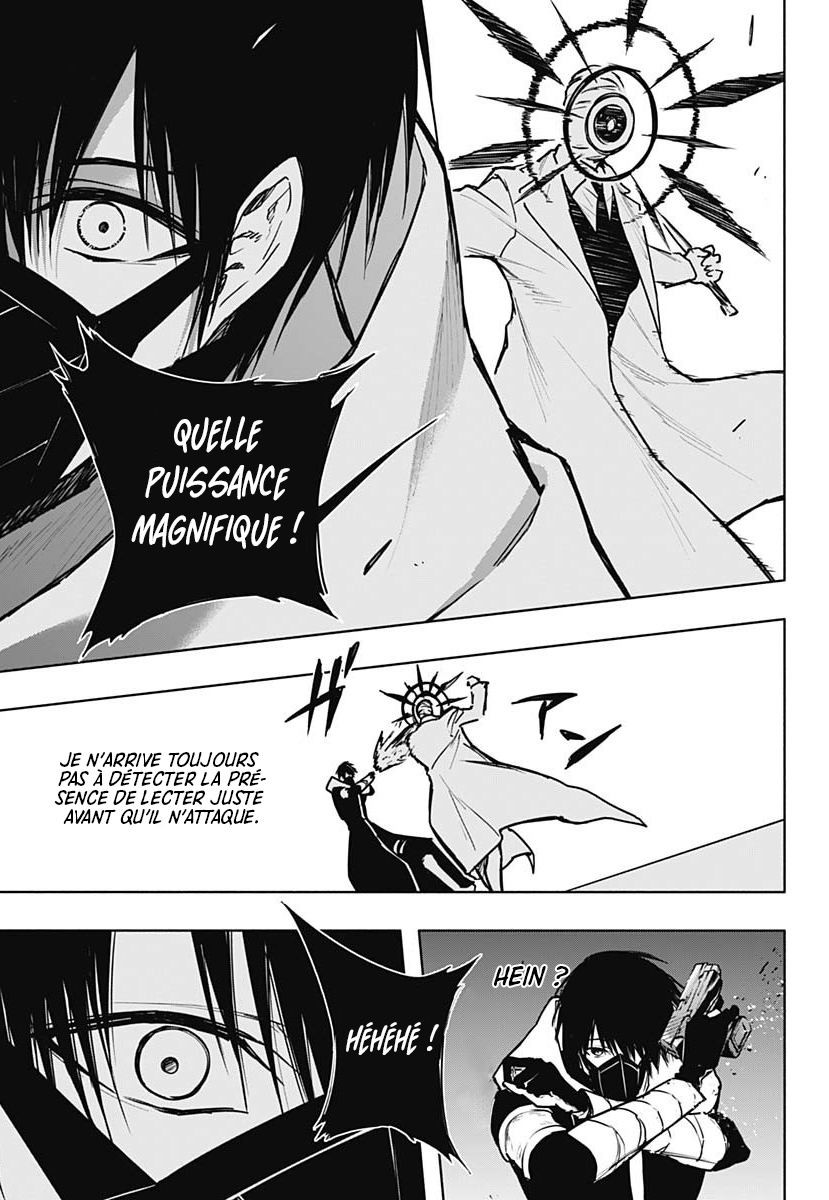 QUELLE
PUISSANCE
MAGNIFIQUE !
アン
JE N'ARRIVE TOUJOURS
PAS À DÉTECTER LA PRÉ-
SENCE DE LECTER JUSTE
AVANT QU'IL N'ATTAQUE.
HEIN ?
HÉHÉHÉ !